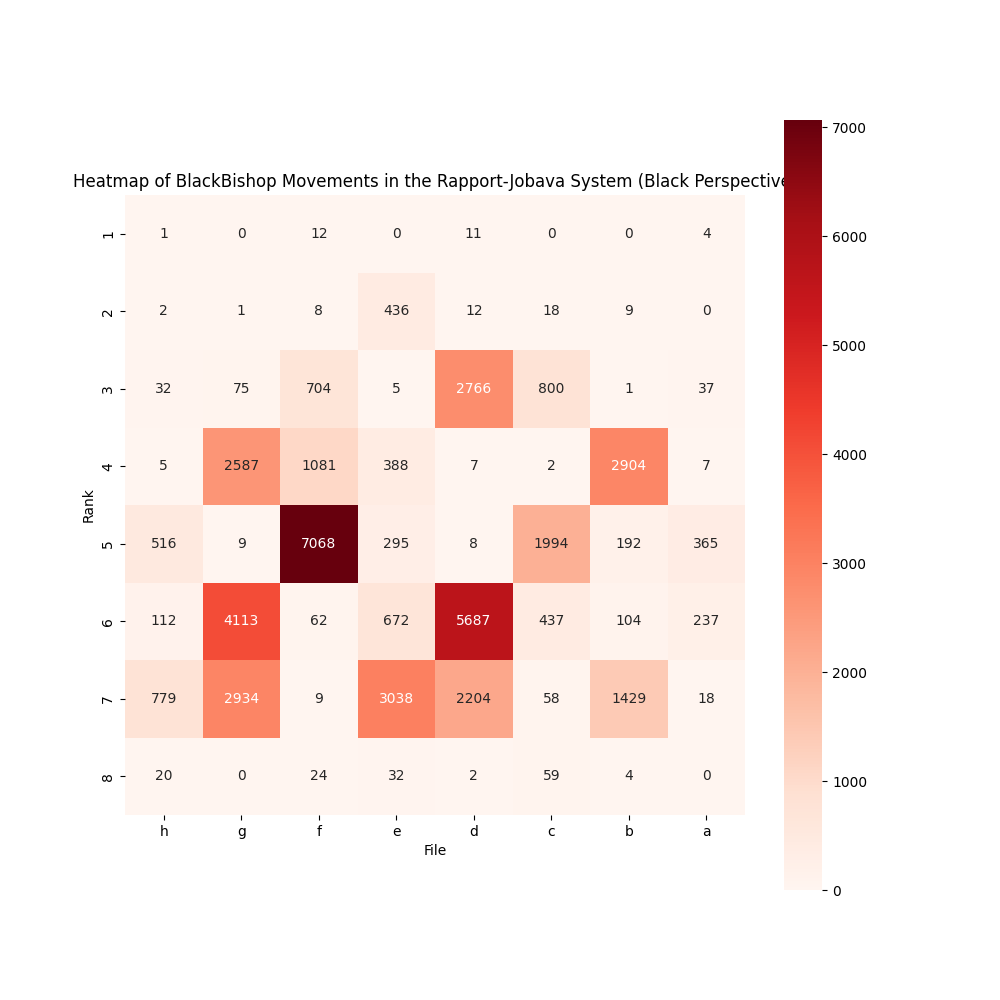 Heatmap of BlackBishop Movements in the Rapport-Jobava System (Black Perspective
1 1 0 12 0 11 0 0 4
2 2 1 8 436 12 18 9 0
3 32 75 704 5 2766 800 1 37
4 5 2587 1081 388 7 2 2904 7
5 516 9 7068 295 8 1994 192 365
6 112 4113 62 672 5687 437 104 237
7 779 2934 9 3038 2204 58 1429 18
8 20 0 24 32 2 59 4 0
h g f e d c b a
Rank
File
7000
6000
5000
4000
3000
2000
1000
0